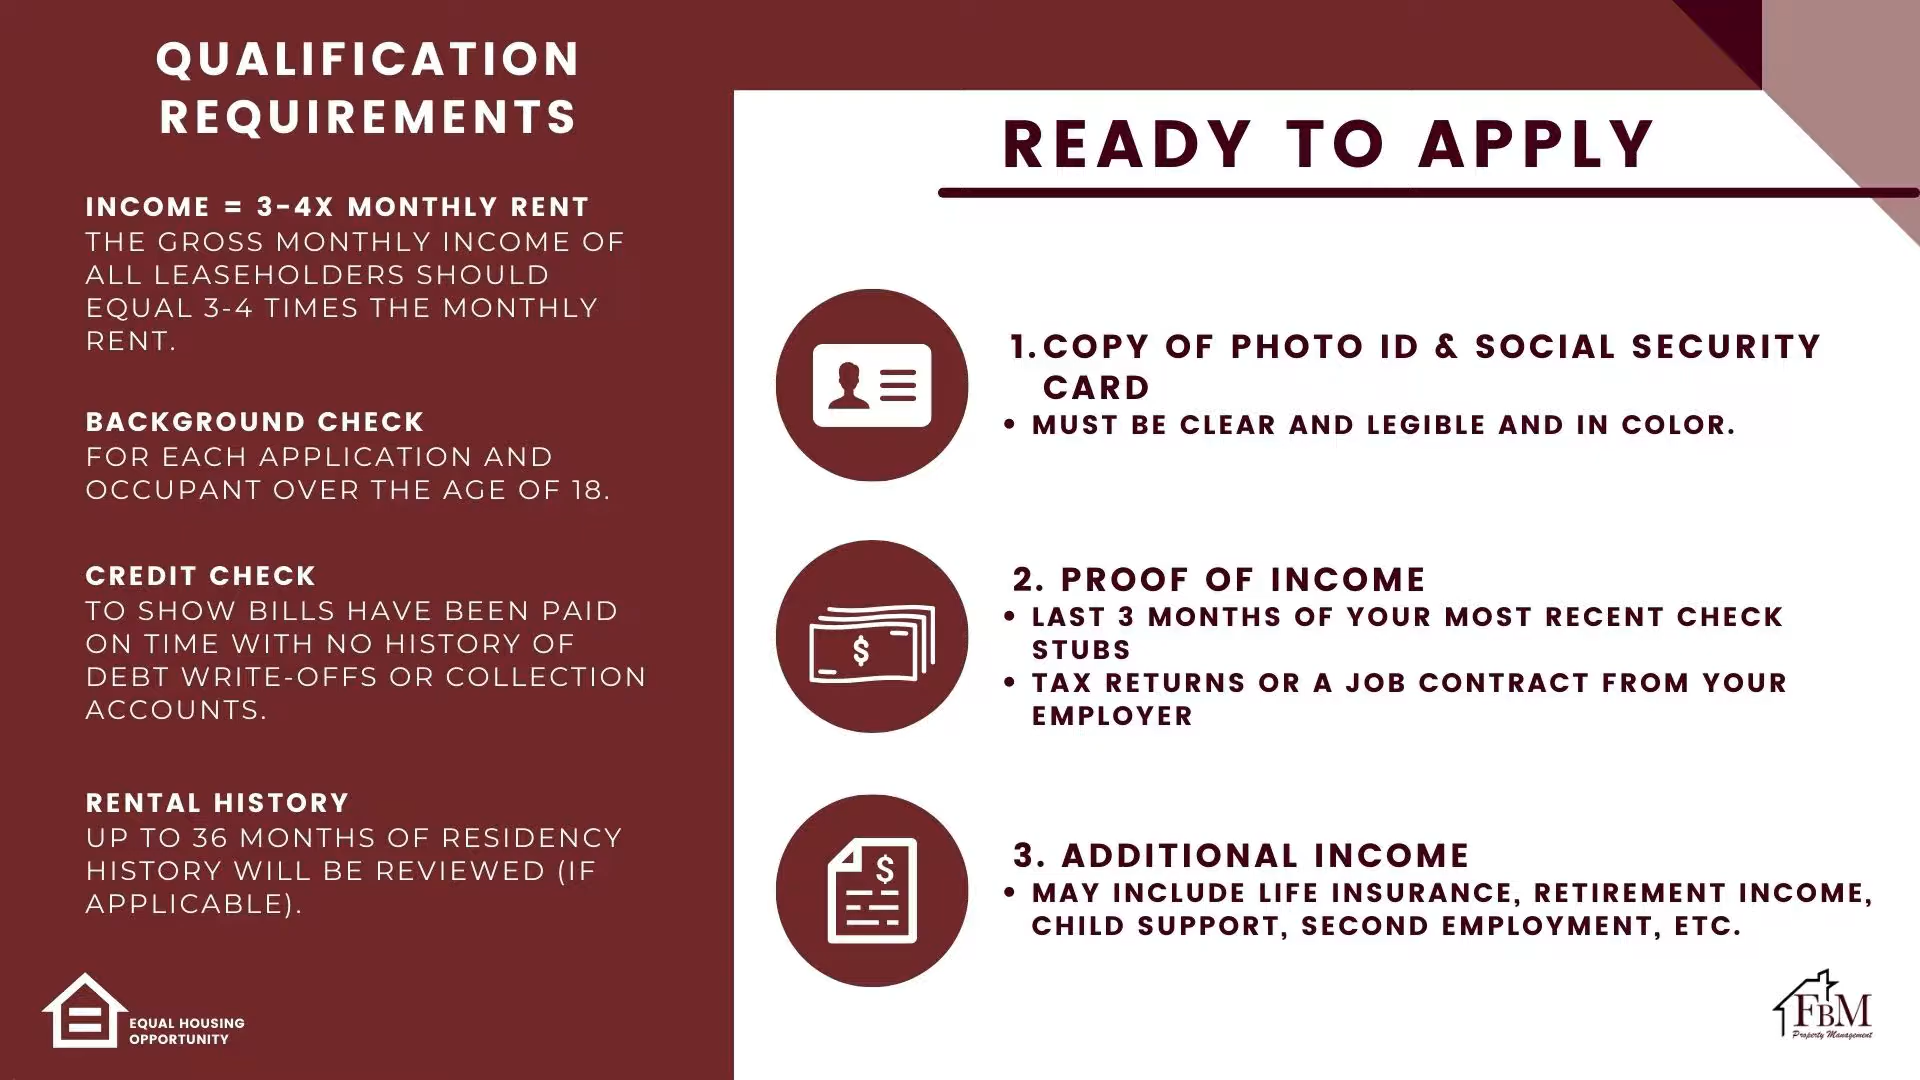 QUALIFICATION
REQUIREMENTS
INCOME = 3-4X MONTHLY RENT
THE GROSS MONTHLY INCOME OF
ALL LEASEHOLDERS SHOULD
EQUAL 3-4 TIMES THE MONTHLY
RENT.
BACKGROUND CHECK
FOR EACH APPLICATION AND
OCCUPANT OVER THE AGE OF 18.
CREDIT CHECK
TO SHOW BILLS HAVE BEEN PAID
ON TIME WITH NO HISTORY OF
DEBT WRITE-OFFS OR COLLECTION
ACCOUNTS.
RENTAL HISTORY
UP TO 36 MONTHS OF RESIDENCY
HISTORY WILL BE REVIEWED (IF
APPLICABLE).
EQUAL HOUSING
OPPORTUNITY
READY TO APPLY
1. COPY OF PHOTO ID & SOCIAL SECURITY
CARD
• MUST BE CLEAR AND LEGIBLE AND IN COLOR.
$
2. PROOF OF INCOME
• LAST 3 MONTHS OF YOUR MOST RECENT CHECK
STUBS
• TAX RETURNS OR A JOB CONTRACT FROM YOUR
EMPLOYER
$
3. ADDITIONAL INCOME
• MAY INCLUDE LIFE INSURANCE, RETIREMENT INCOME,
CHILD SUPPORT, SECOND EMPLOYMENT, ETC.
FBM
Property Management